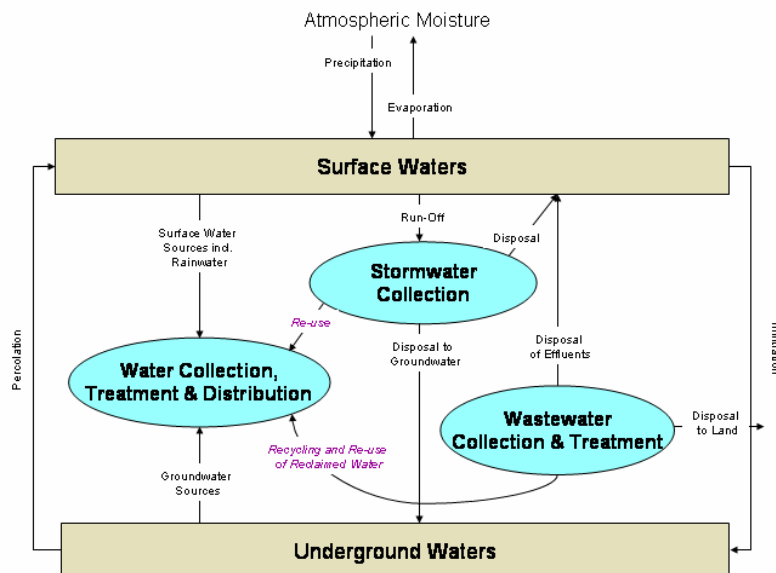 Atmospheric Moisture
Precipitation
Evaporation
Surface Waters
Surface Water
Sources incl.
Rainwater
Run-Off
Disposal
Stormwater
Collection
Re-use
Disposal to
Groundwater
Disposal
of Effluents
Percolation
Water Collection,
Treatment & Distribution
Wastewater
Collection & Treatment
Disposal
to Land
Recycling and Re-use
of Reclaimed Water
Groundwater
Sources
Underground Waters